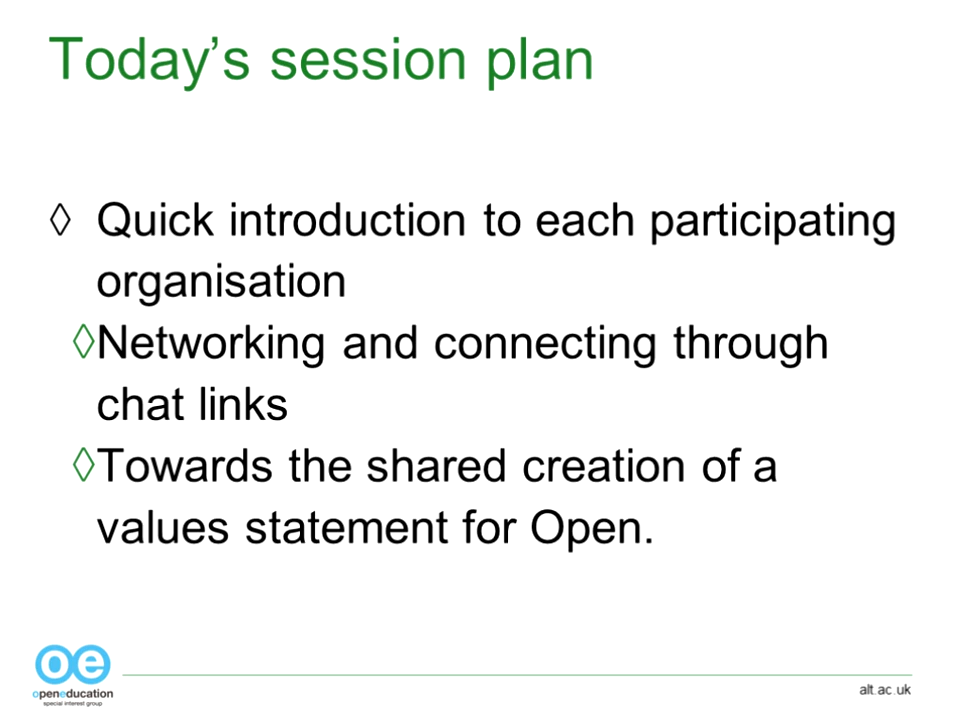 Today’s session plan
◊ Quick introduction to each participating
organisation
◊Networking and connecting through
chat links
◊Towards the shared creation of a
values statement for Open.
oe
openeducation
special interest group
alt.ac.uk